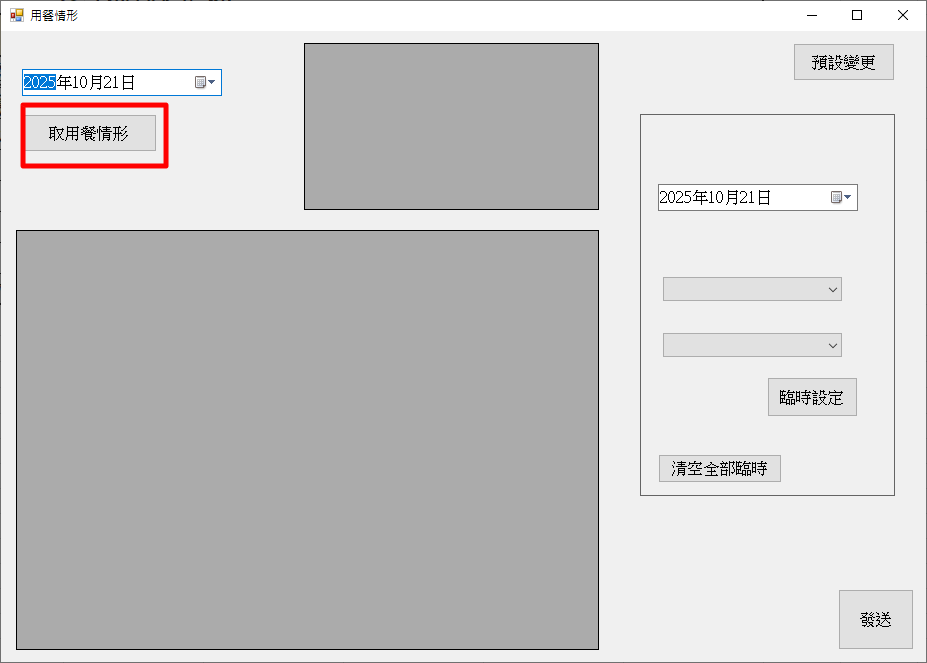 用餐情形
預設變更
2025年10月21日
取用餐情形
2025年10月21日
臨時設定
清空全部臨時
發送